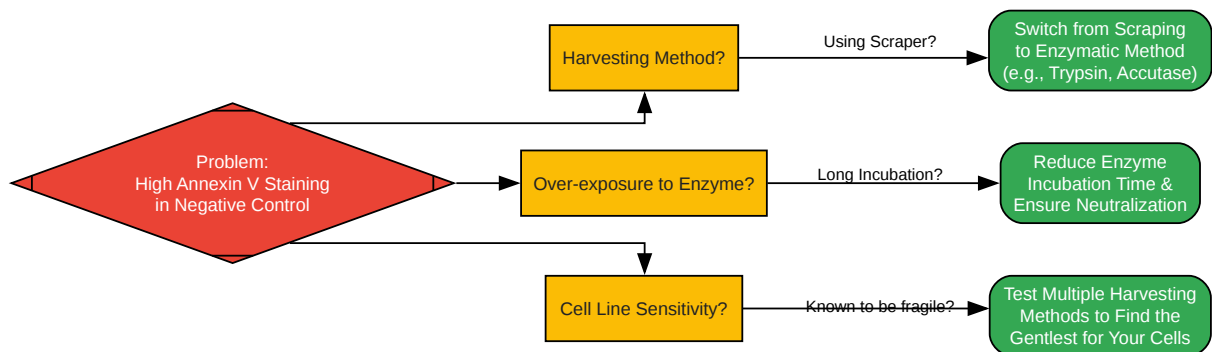 Problem:
High Annexin V Staining
in Negative Control
Harvesting Method?
Using Scraper?
Switch from Scraping
to Enzymatic Method
(e.g., Trypsin, Accutase)
Over-exposure to Enzyme?
Long Incubation?
Reduce Enzyme
Incubation Time &
Ensure Neutralization
Cell Line Sensitivity?
Known to be fragile?
Test Multiple Harvesting
Methods to Find the
Gentlest for Your Cells